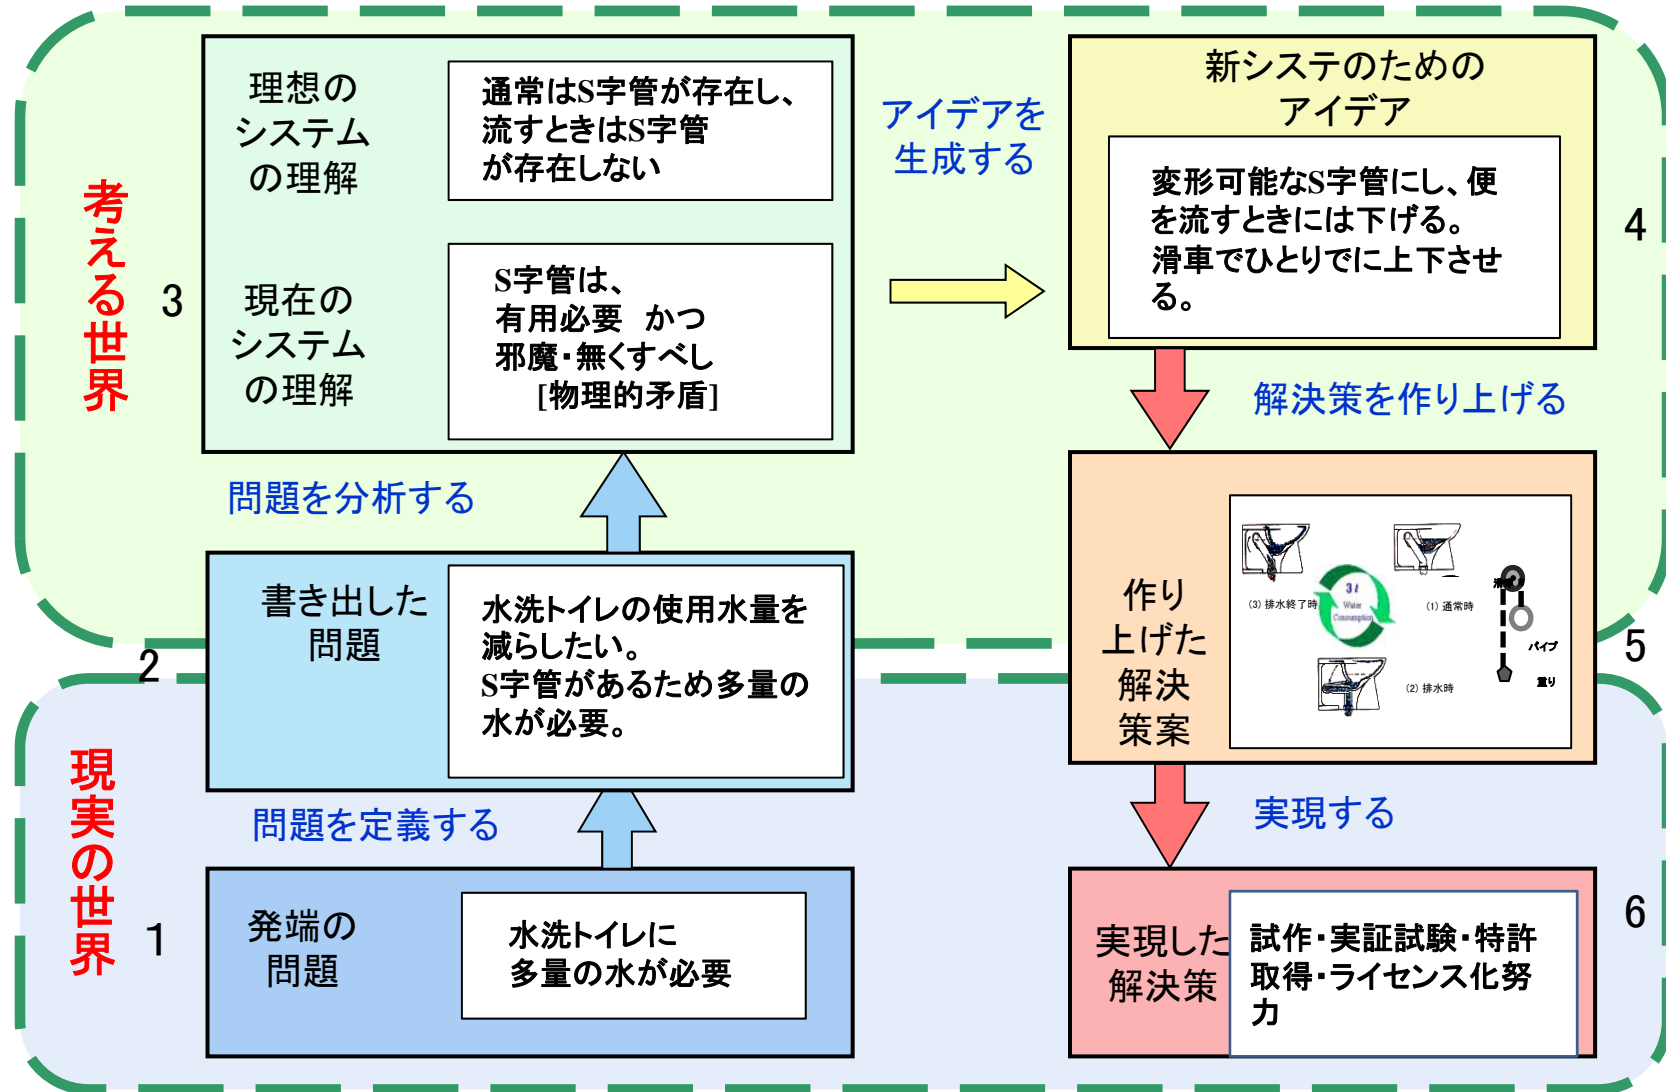 考える世界
3
理想の
システム
の理解
通常はS字管が存在し、
流すときはS字管
が存在しない
現在の
システム
の理解
S字管は、
有用必要 かつ
邪魔・無くすべし
[物理的矛盾]
アイデアを
生成する
新システのための
アイデア
変形可能なS字管にし、便
を流すときには下げる。
滑車でひとりでに上下させ
る。
4
解決策を作り上げる
問題を分析する
2
書き出した
問題
水洗トイレの使用水量を
減らしたい。
S字管があるため多量の
水が必要。
作り
上げた
解決
策案
(3) 排水終了時
3ℓ
Water
Consumption
(1) 通常時
(2) 排水時
パイプ
重り
5
現実の世界
問題を定義する
実現する
1
発端の
問題
水洗トイレに
多量の水が必要
実現した
解決策
試作・実証試験・特許
取得・ライセンス化努
力
6